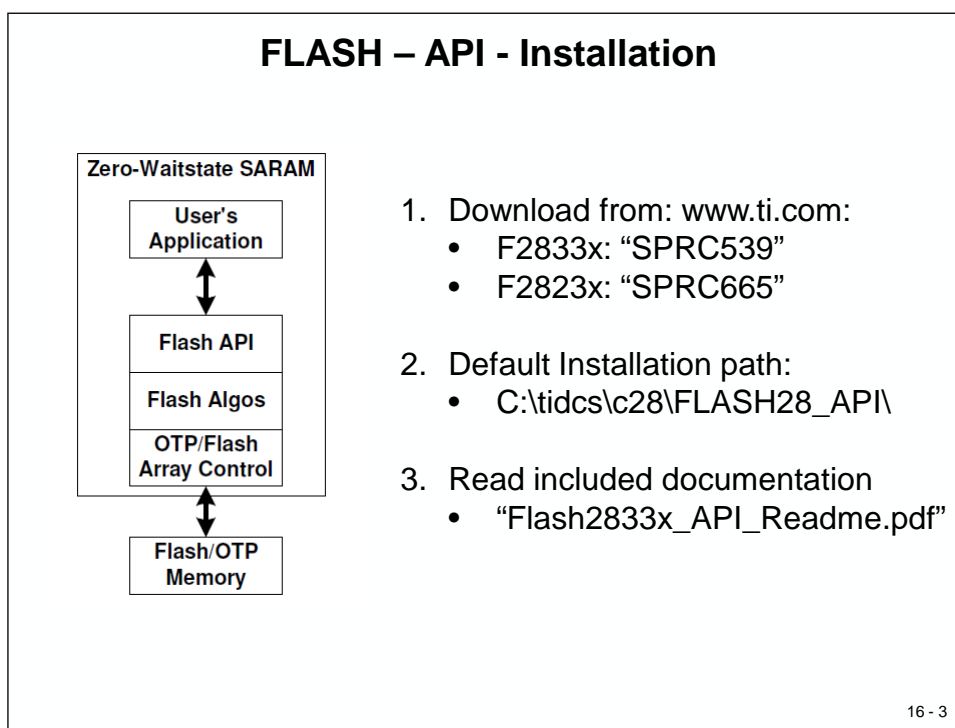 FLASH – API - Installation
Zero-Waitstate SARAM
User's
Application
Flash API
Flash Algos
OTP/Flash
Array Control
Flash/OTP
Memory
1. Download from: www.ti.com:
• F2833x: “SPRC539”
• F2823x: “SPRC665”
2. Default Installation path:
• C:\tidcs\c28\FLASH28_API\
3. Read included documentation
• “Flash2833x_API_Readme.pdf”
16 - 3